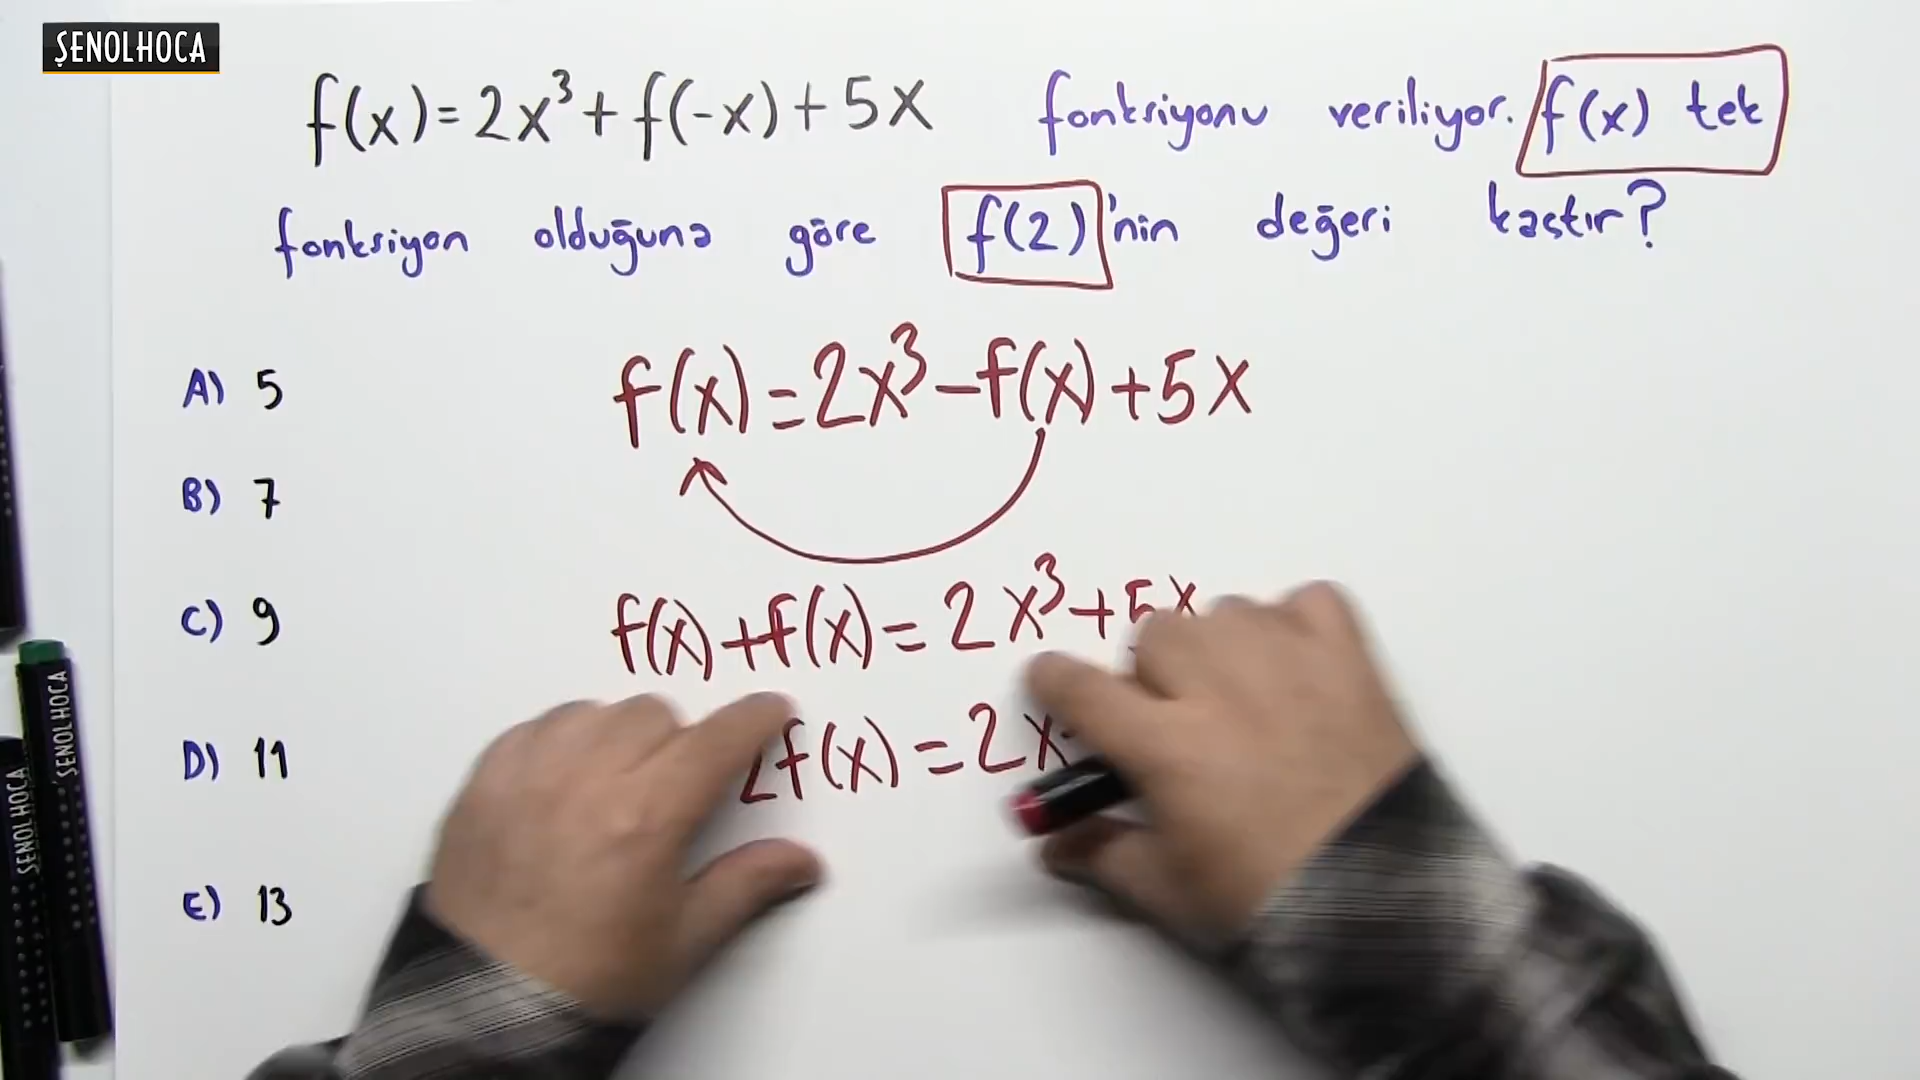 ŞENOLHOCA
f(x)=2x³+f(-x)+5x fonksiyonu veriliyor. f(x) tek
fonksiyon olduğuna göre f(2)'nin değeri kaçtır?
f(x)=2x³-f(x)+5x
A) 5
B) 7
C) 9
D) 11
E) 13
f(x)+f(x)=2x³+5x
2f(x)=2x
ŞENOLHOCA
ŞENOLHOCA